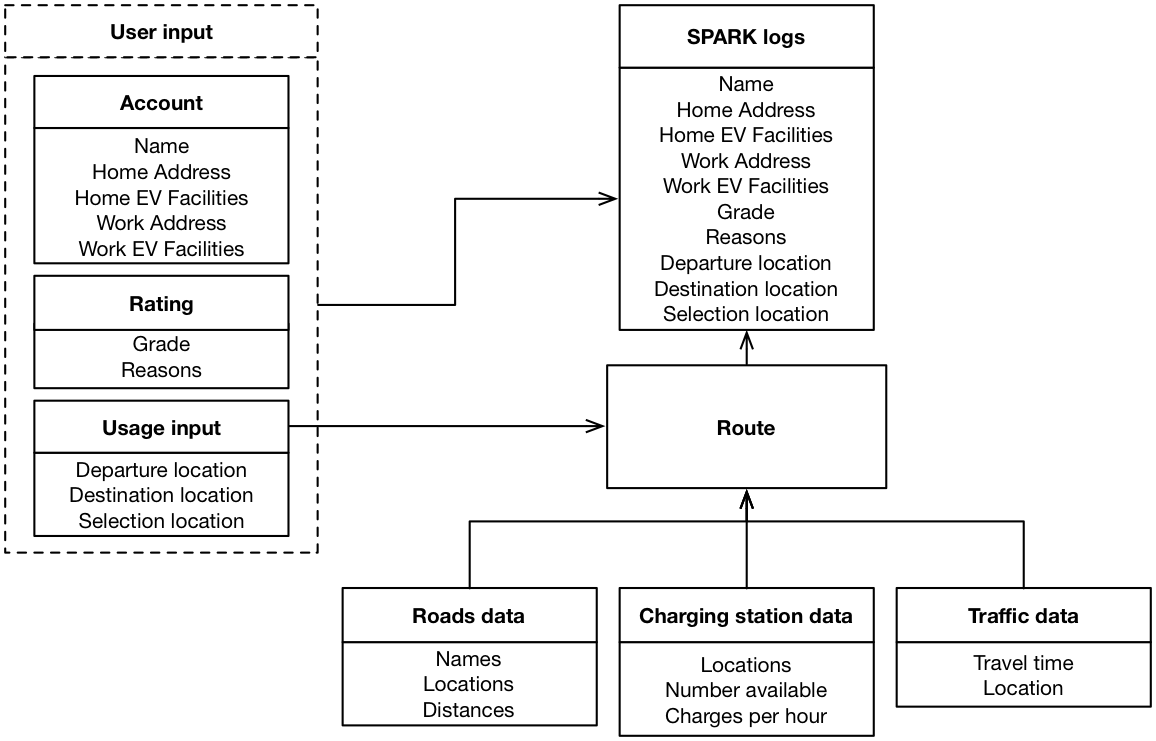 User input
Account
Name
Home Address
Home EV Facilities
Work Address
Work EV Facilities
Rating
Grade
Reasons
Usage input
Departure location
Destination location
Selection location
SPARK logs
Name
Home Address
Home EV Facilities
Work Address
Work EV Facilities
Grade
Reasons
Departure location
Destination location
Selection location
Route
Roads data
Names
Locations
Distances
Charging station data
Locations
Number available
Charges per hour
Traffic data
Travel time
Location